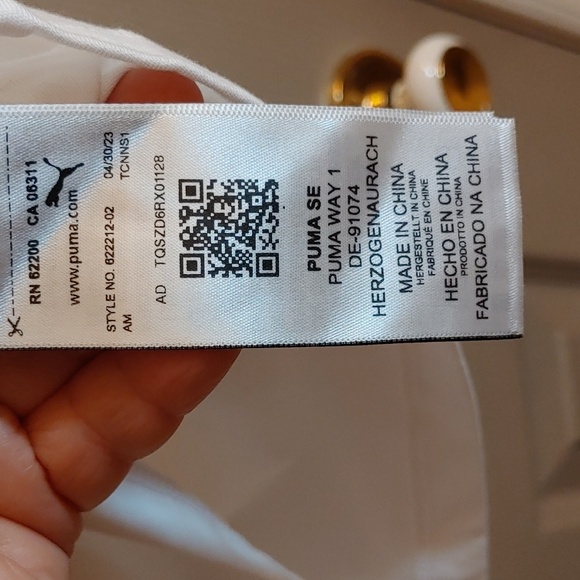 RN 62200 CA 06311
www.puma.com
STYLE NO. 622212-02 04/30/23
AM TCNNS1
AD TQSZD6RX01128
PUMA SE
PUMA WAY 1
DE-91074
HERZOGENAURACH
MADE IN CHINA
HERGESTELLT IN CHINA
FABRIQUÉ EN CHINE
HECHO EN CHINA
PRODOTTO IN CHINA
FABRICADO NA CHINA